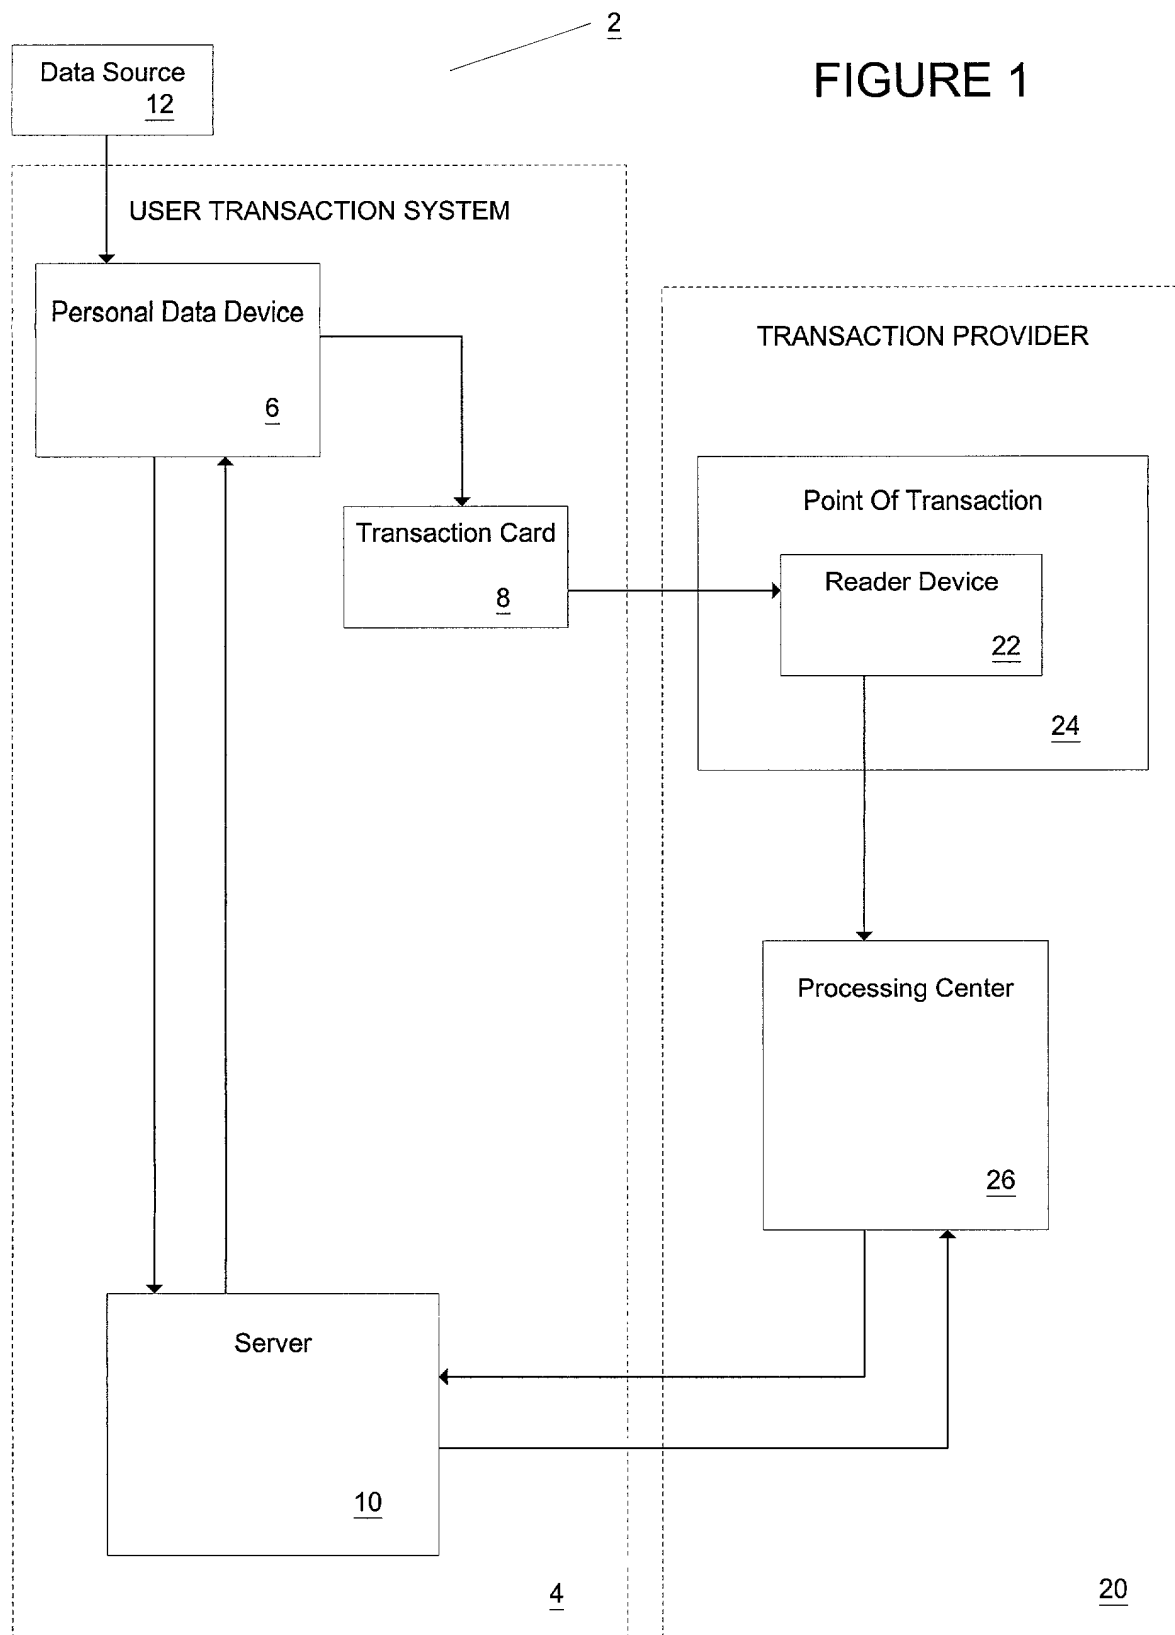 2
FIGURE 1
Data Source
12
USER TRANSACTION SYSTEM
Personal Data Device
6
Transaction Card
8
Server
10
4
TRANSACTION PROVIDER
Point Of Transaction
Reader Device
22
24
Processing Center
26
20